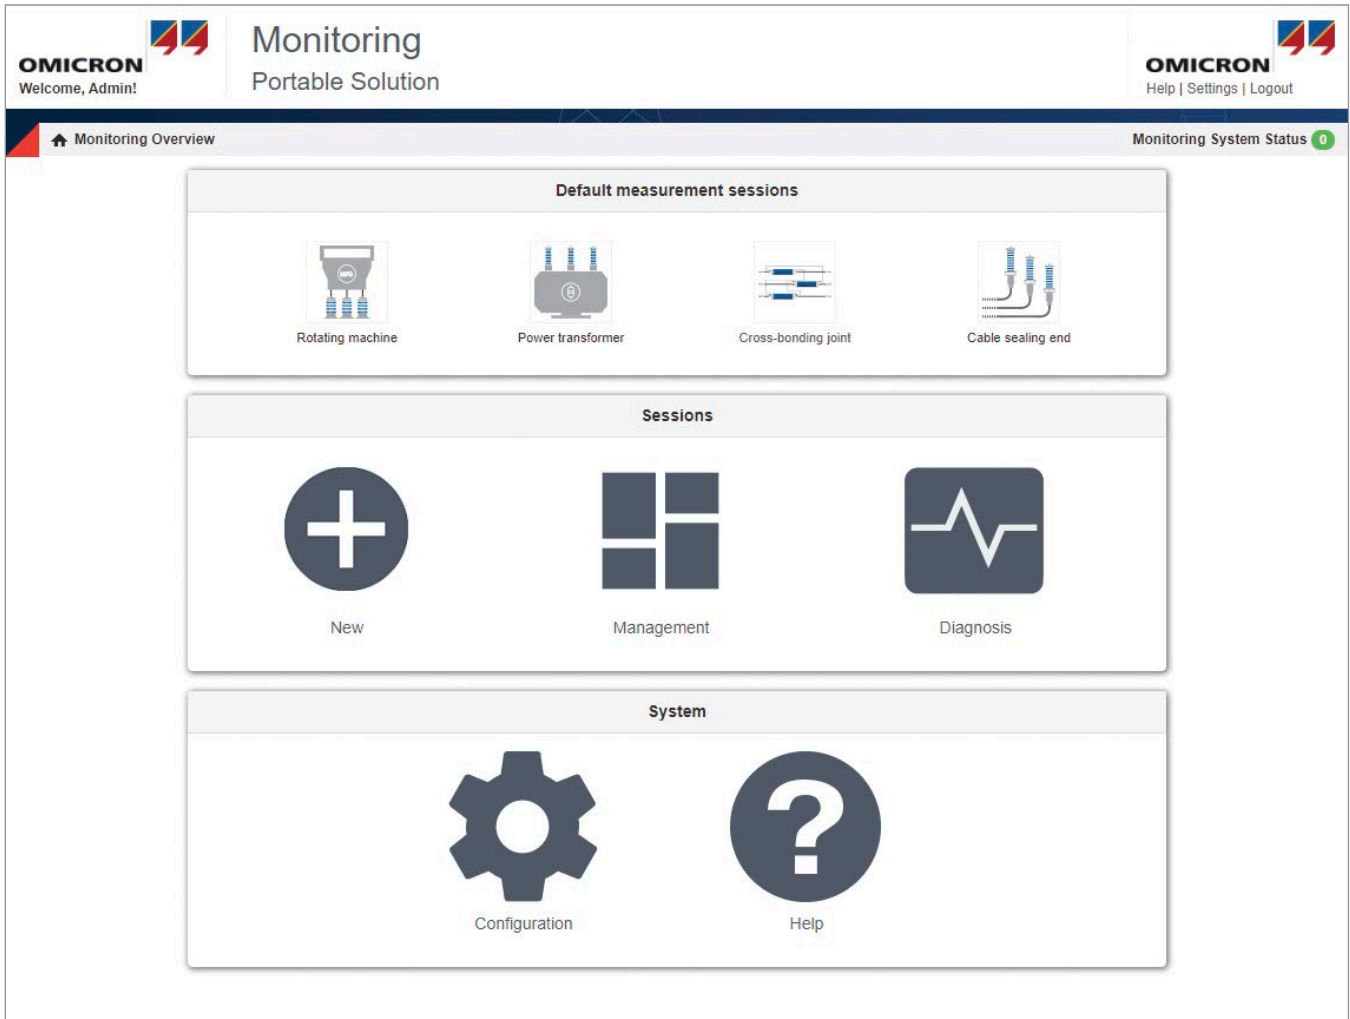 OMICRON
Welcome, Admin!
Monitoring
Portable Solution
OMICRON
Help | Settings | Logout
Monitoring Overview
Monitoring System Status 0
Default measurement sessions
Rotating machine
Power transformer
Cross-bonding joint
Cable sealing end
Sessions
New
Management
Diagnosis
System
Configuration
Help